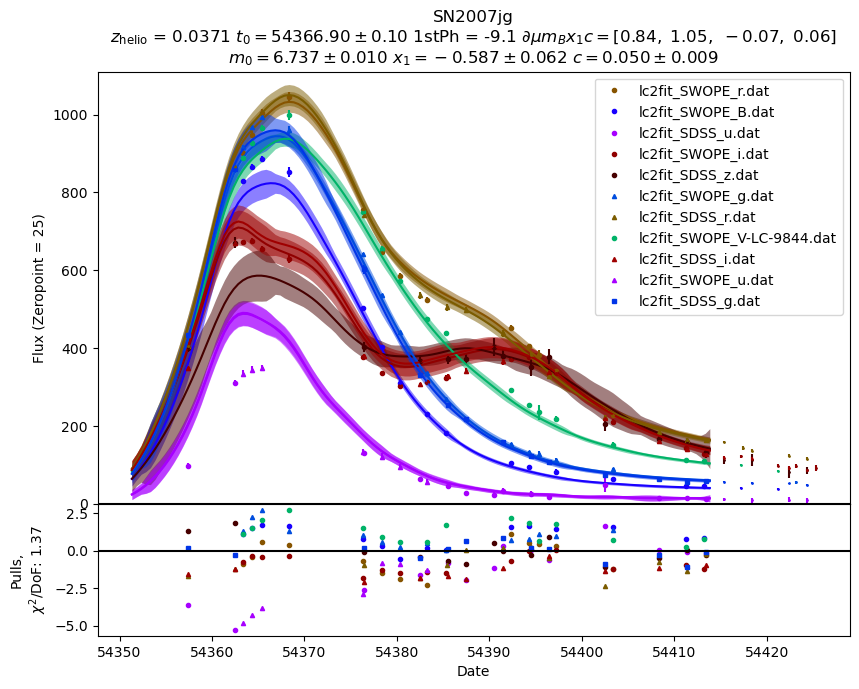 SN2007jg
z_helio = 0.0371 t_0 = 54366.90 ± 0.10 1stPh = -9.1 ∂μm_Bx_1c = [0.84, 1.05, −0.07, 0.06]
m_0 = 6.737 ± 0.010 x_1 = −0.587 ± 0.062 c = 0.050 ± 0.009
lc2fit_SWOPE_r.dat
lc2fit_SWOPE_B.dat
lc2fit_SDSS_u.dat
lc2fit_SWOPE_i.dat
lc2fit_SDSS_z.dat
lc2fit_SWOPE_g.dat
lc2fit_SDSS_r.dat
lc2fit_SWOPE_V-LC-9844.dat
lc2fit_SDSS_i.dat
lc2fit_SWOPE_u.dat
lc2fit_SDSS_g.dat
Flux (Zeropoint = 25)
1000
800
600
400
200
0
Pulls,
χ²/DoF: 1.37
2.5
0.0
−2.5
−5.0
54350 54360 54370 54380 54390 54400 54410 54420
Date